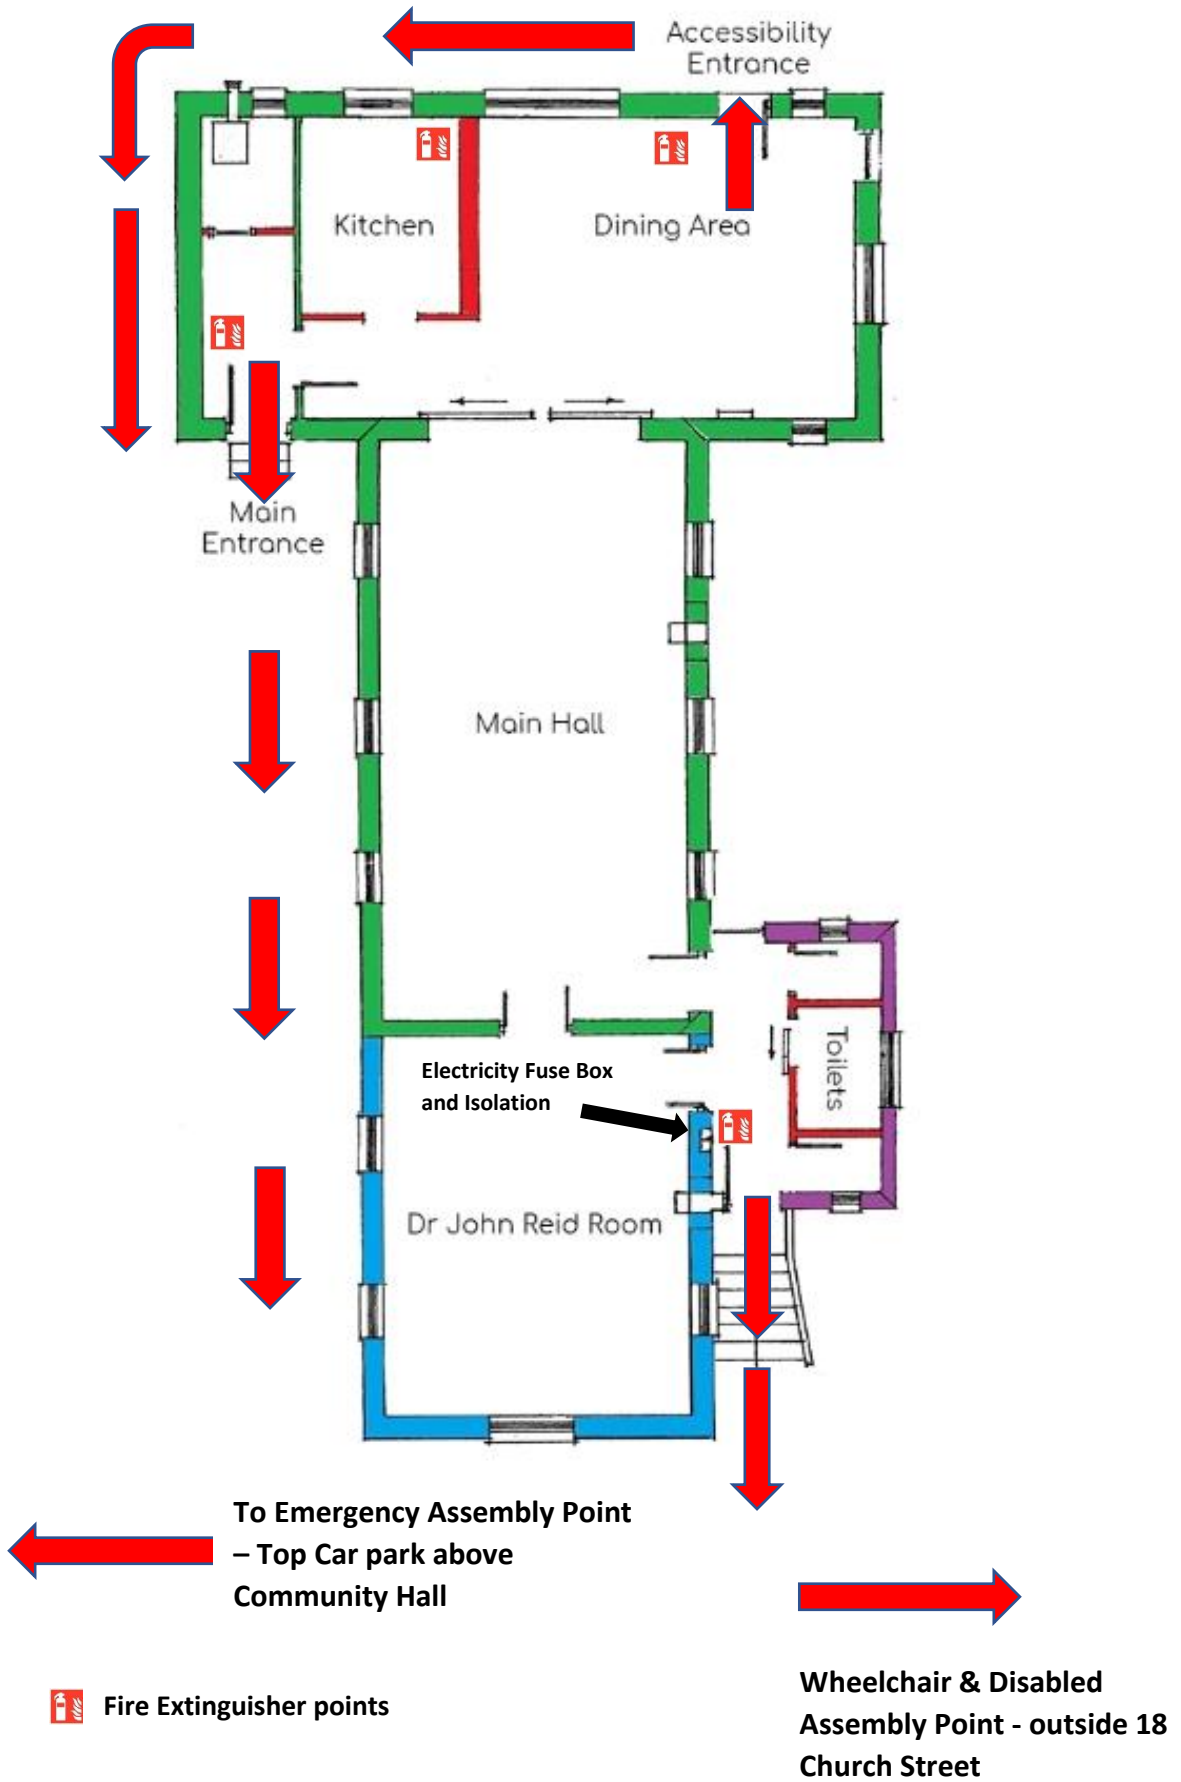 Accessibility
Entrance
Kitchen
Dining Area
Main
Entrance
Main Hall
Toilets
Electricity Fuse Box
and Isolation
Dr John Reid Room
To Emergency Assembly Point
– Top Car park above
Community Hall
Fire Extinguisher points
Wheelchair & Disabled
Assembly Point - outside 18
Church Street